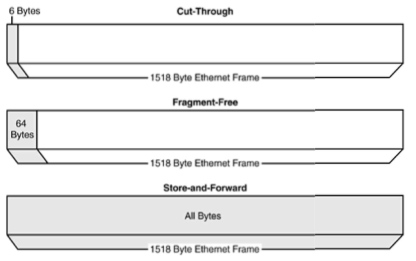 6 Bytes
Cut-Through
1518 Byte Ethernet Frame
Fragment-Free
64
Bytes
1518 Byte Ethernet Frame
Store-and-Forward
All Bytes
1518 Byte Ethernet Frame